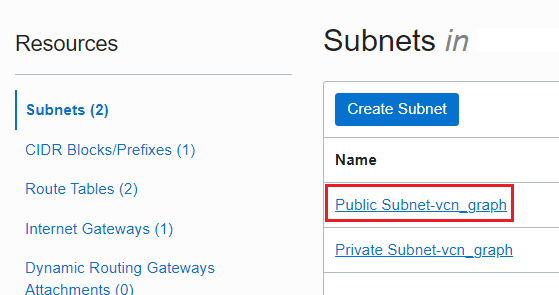 Resources
Subnets (2)
CIDR Blocks/Prefixes (1)
Route Tables (2)
Internet Gateways (1)
Dynamic Routing Gateways
Attachments (0)
Subnets in
Create Subnet
Name
Public Subnet-vcn_graph
Private Subnet-vcn_graph